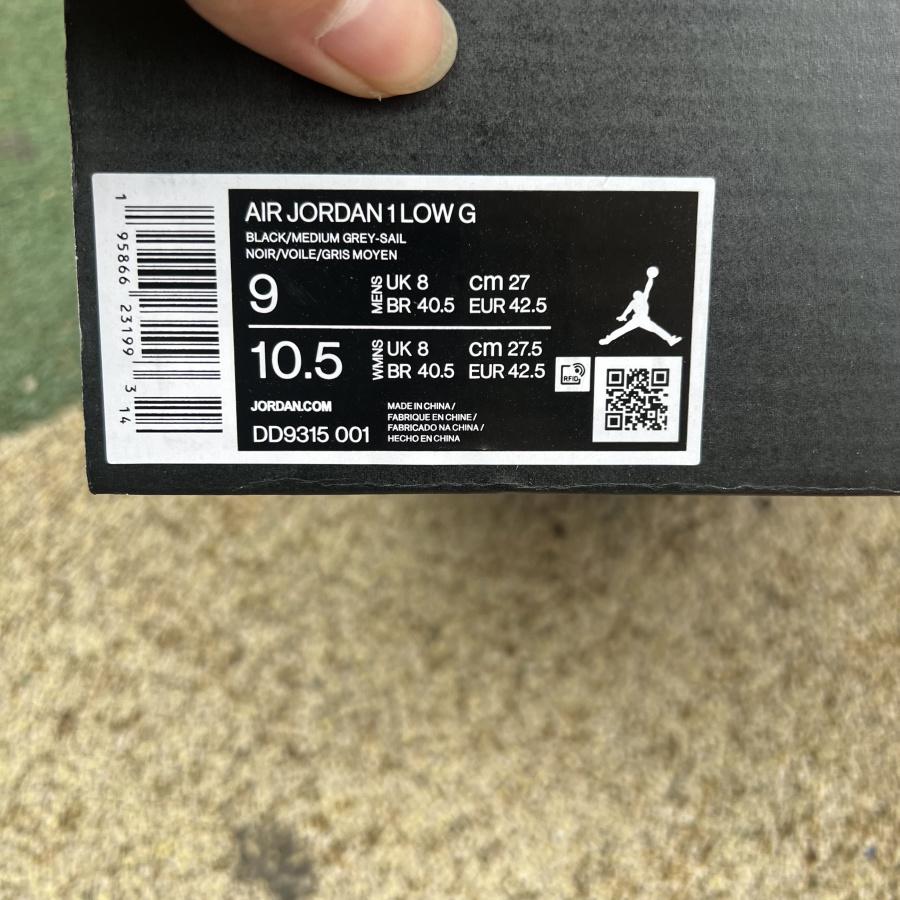 1 95866 23199 3 14
AIR JORDAN 1 LOW G
BLACK/MEDIUM GREY-SAIL
NOIR/VOILE/GRIS MOYEN
9 MENS UK 8 cm 27
BR 40.5 EUR 42.5
10.5 WMNS UK 8 cm 27.5
BR 40.5 EUR 42.5
RFID
JORDAN.COM
DD9315 001
MADE IN CHINA /
FABRIQUE EN CHINE /
FABRICADO NA CHINA /
HECHO EN CHINA